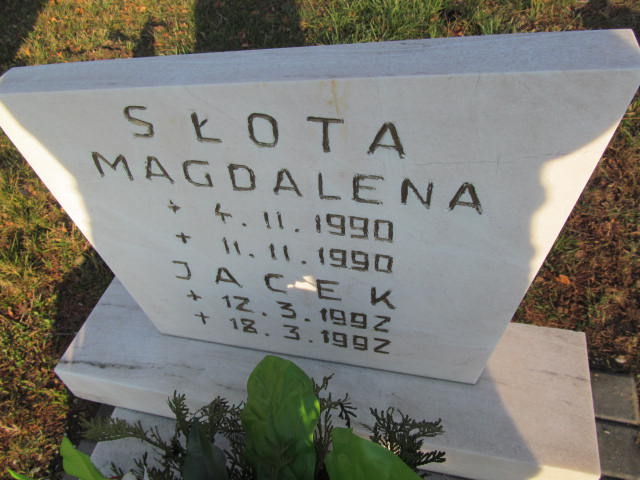 SŁOTA
MAGDALENA
+ 4.11.1990
+ 11.11.1990
JACEK
+ 12.3.1992
+ 18.3.1992